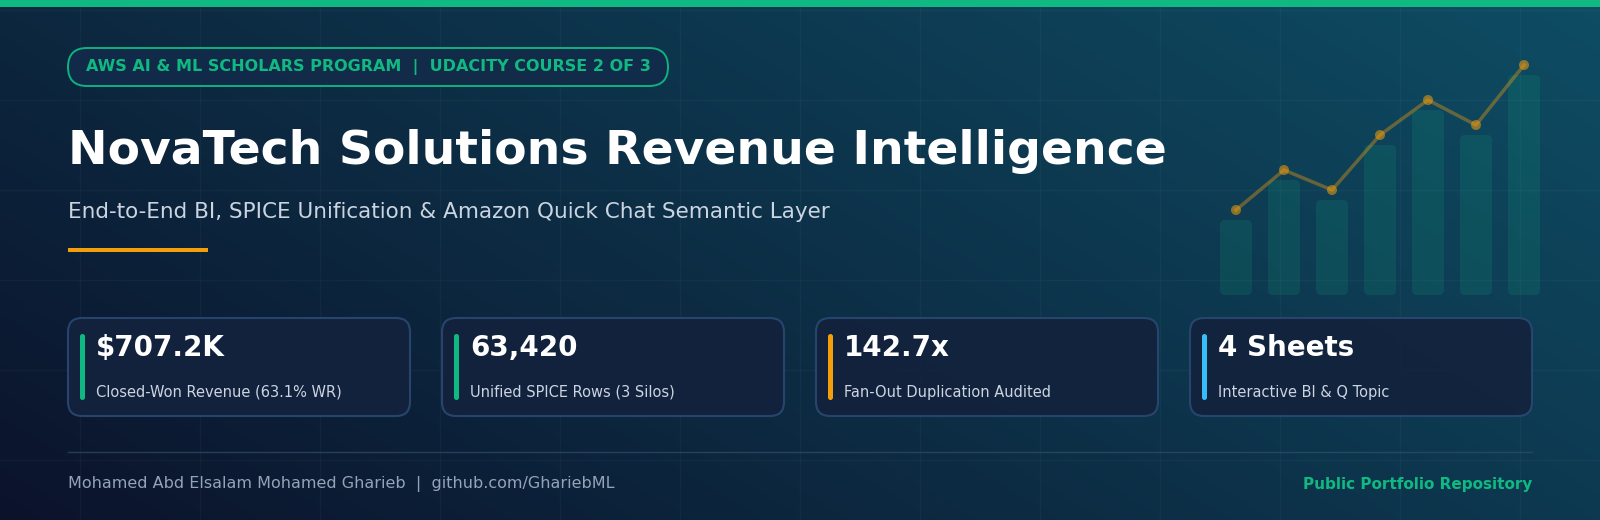 AWS AI & ML SCHOLARS PROGRAM | UDACITY COURSE 2 OF 3
NovaTech Solutions Revenue Intelligence
End-to-End BI, SPICE Unification & Amazon Quick Chat Semantic Layer
$707.2K
Closed-Won Revenue (63.1% WR)
63,420
Unified SPICE Rows (3 Silos)
142.7x
Fan-Out Duplication Audited
4 Sheets
Interactive BI & Q Topic
Mohamed Abd Elsalam Mohamed Gharieb | github.com/GhariebML
Public Portfolio Repository